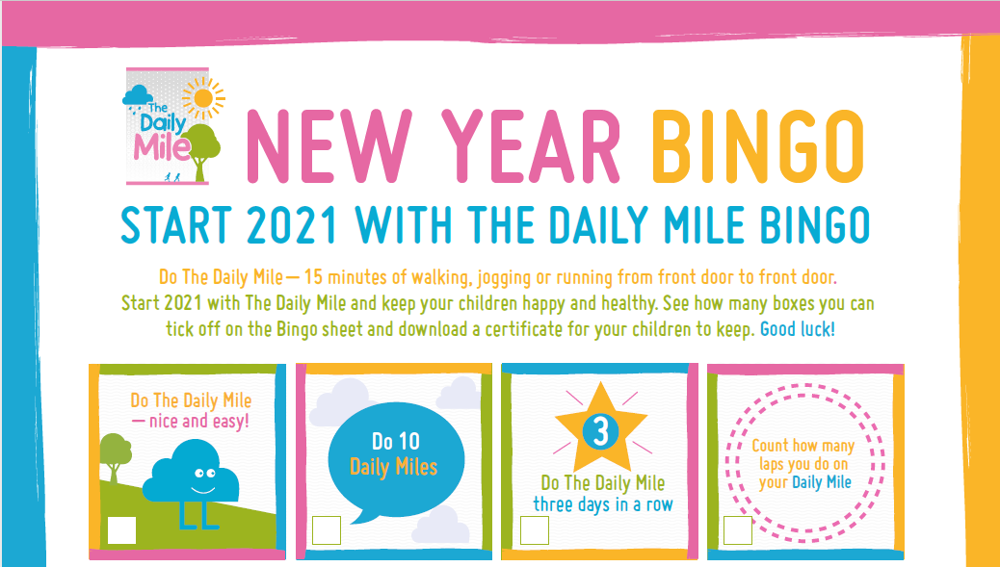 The
Daily
Mile
NEW YEAR BINGO
START 2021 WITH THE DAILY MILE BINGO
Do The Daily Mile – 15 minutes of walking, jogging or running from front door to front door.
Start 2021 with The Daily Mile and keep your children happy and healthy. See how many boxes you can
tick off on the Bingo sheet and download a certificate for your children to keep. Good luck!
Do The Daily Mile
– nice and easy!
Do 10
Daily Miles
3
Do The Daily Mile
three days in a row
Count how many
laps you do on
your Daily Mile